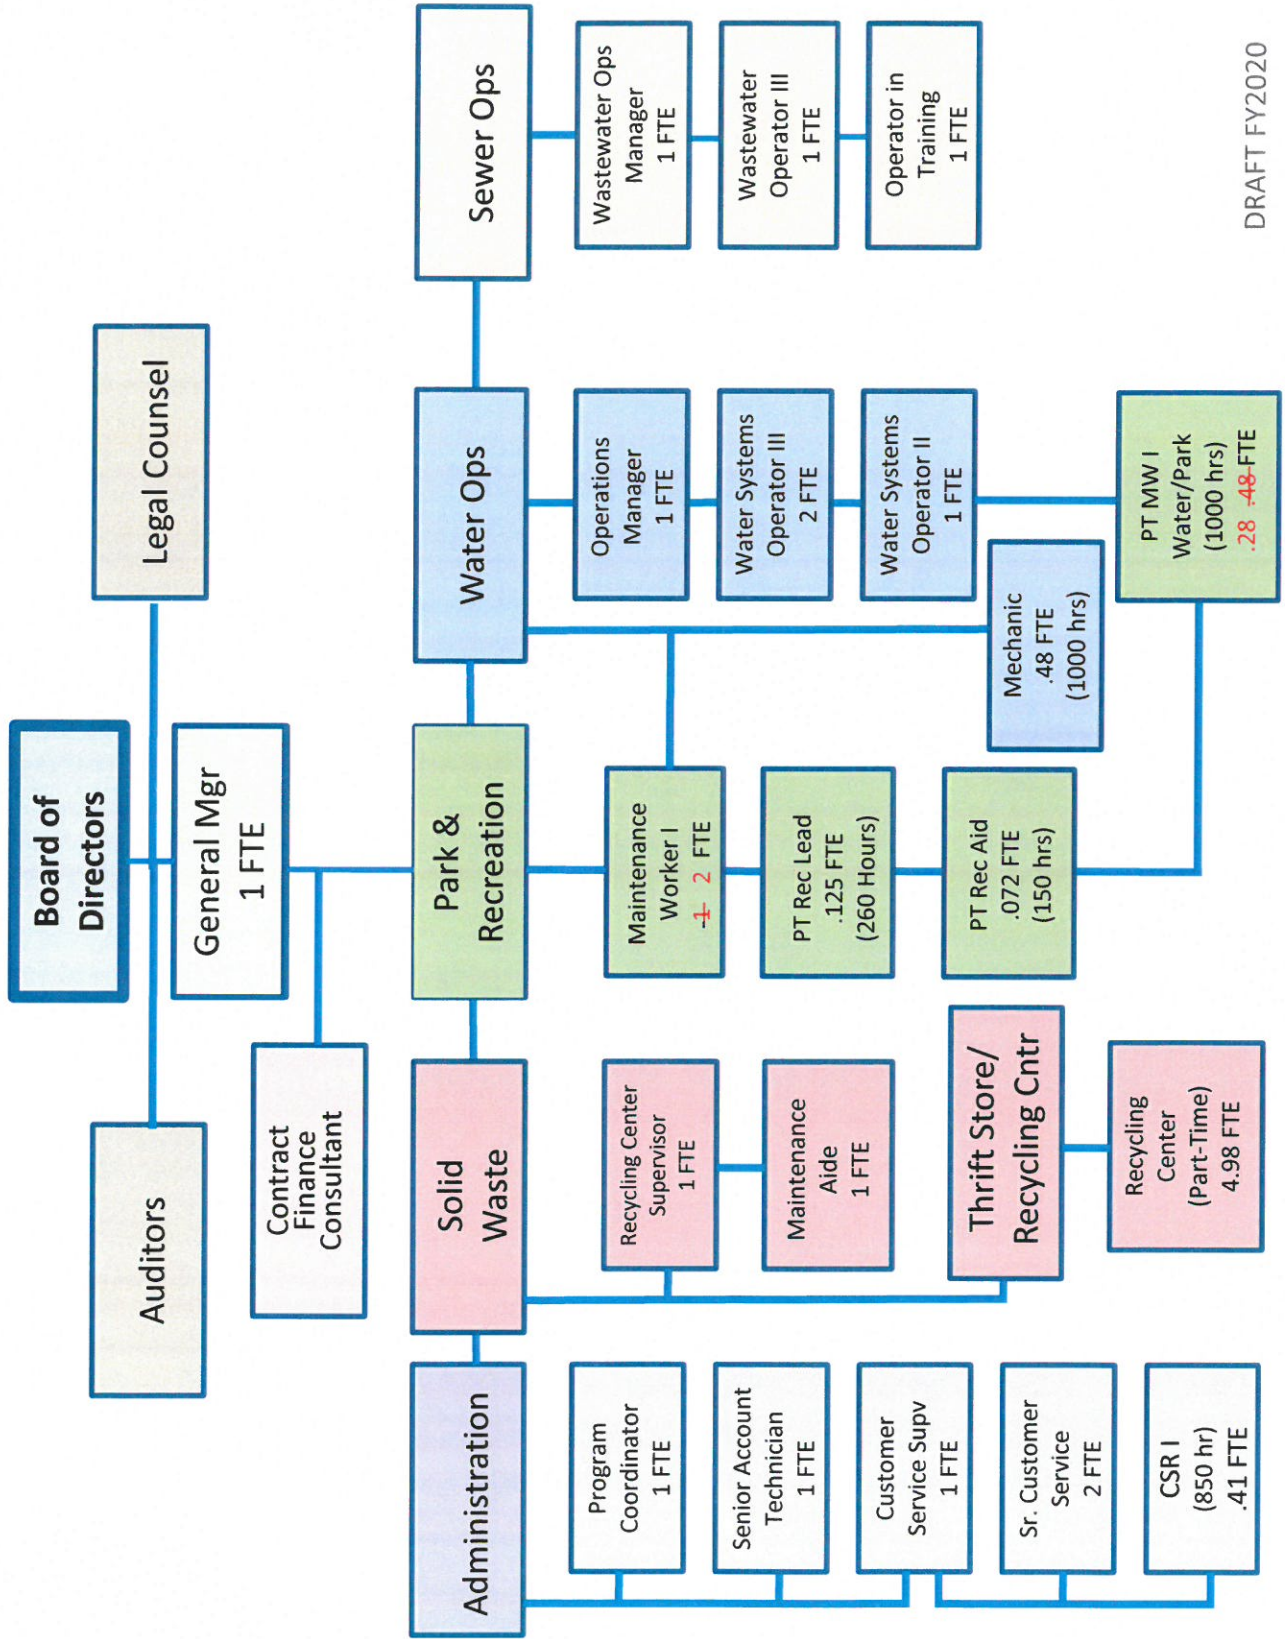 Board of
Directors
Auditors
Legal Counsel
General Mgr
1 FTE
Contract
Finance
Consultant
Administration
Solid
Waste
Park &
Recreation
Water Ops
Sewer Ops
Program
Coordinator
1 FTE
Senior Account
Technician
1 FTE
Customer
Service Supv
1 FTE
Sr. Customer
Service
2 FTE
CSR I
(850 hr)
.41 FTE
Recycling Center
Supervisor
1 FTE
Maintenance
Aide
1 FTE
Thrift Store/
Recycling Cntr
Recycling
Center
(Part-Time)
4.98 FTE
Maintenance
Worker I
1 2 FTE
PT Rec Lead
.125 FTE
(260 Hours)
PT Rec Aid
.072 FTE
(150 hrs)
Operations
Manager
1 FTE
Water Systems
Operator III
2 FTE
Water Systems
Operator II
1 FTE
Mechanic
.48 FTE
(1000 hrs)
PT MW I
Water/Park
(1000 hrs)
.28 .48 FTE
Wastewater Ops
Manager
1 FTE
Wastewater
Operator III
1 FTE
Operator in
Training
1 FTE
DRAFT FY2020